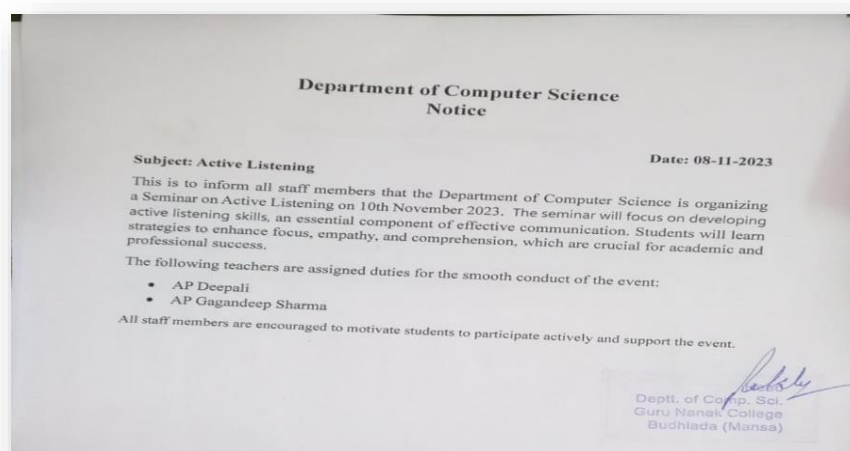 Department of Computer Science
Notice
Subject: Active Listening
Date: 08-11-2023
This is to inform all staff members that the Department of Computer Science is organizing
a Seminar on Active Listening on 10th November 2023. The seminar will focus on developing
active listening skills, an essential component of effective communication. Students will learn
strategies to enhance focus, empathy, and comprehension, which are crucial for academic and
professional success.
The following teachers are assigned duties for the smooth conduct of the event:
• AP Deepali
• AP Gagandeep Sharma
All staff members are encouraged to motivate students to participate actively and support the event.
Deptt. of Comp. Sci.
Guru Nanak College
Budhlada (Mansa)